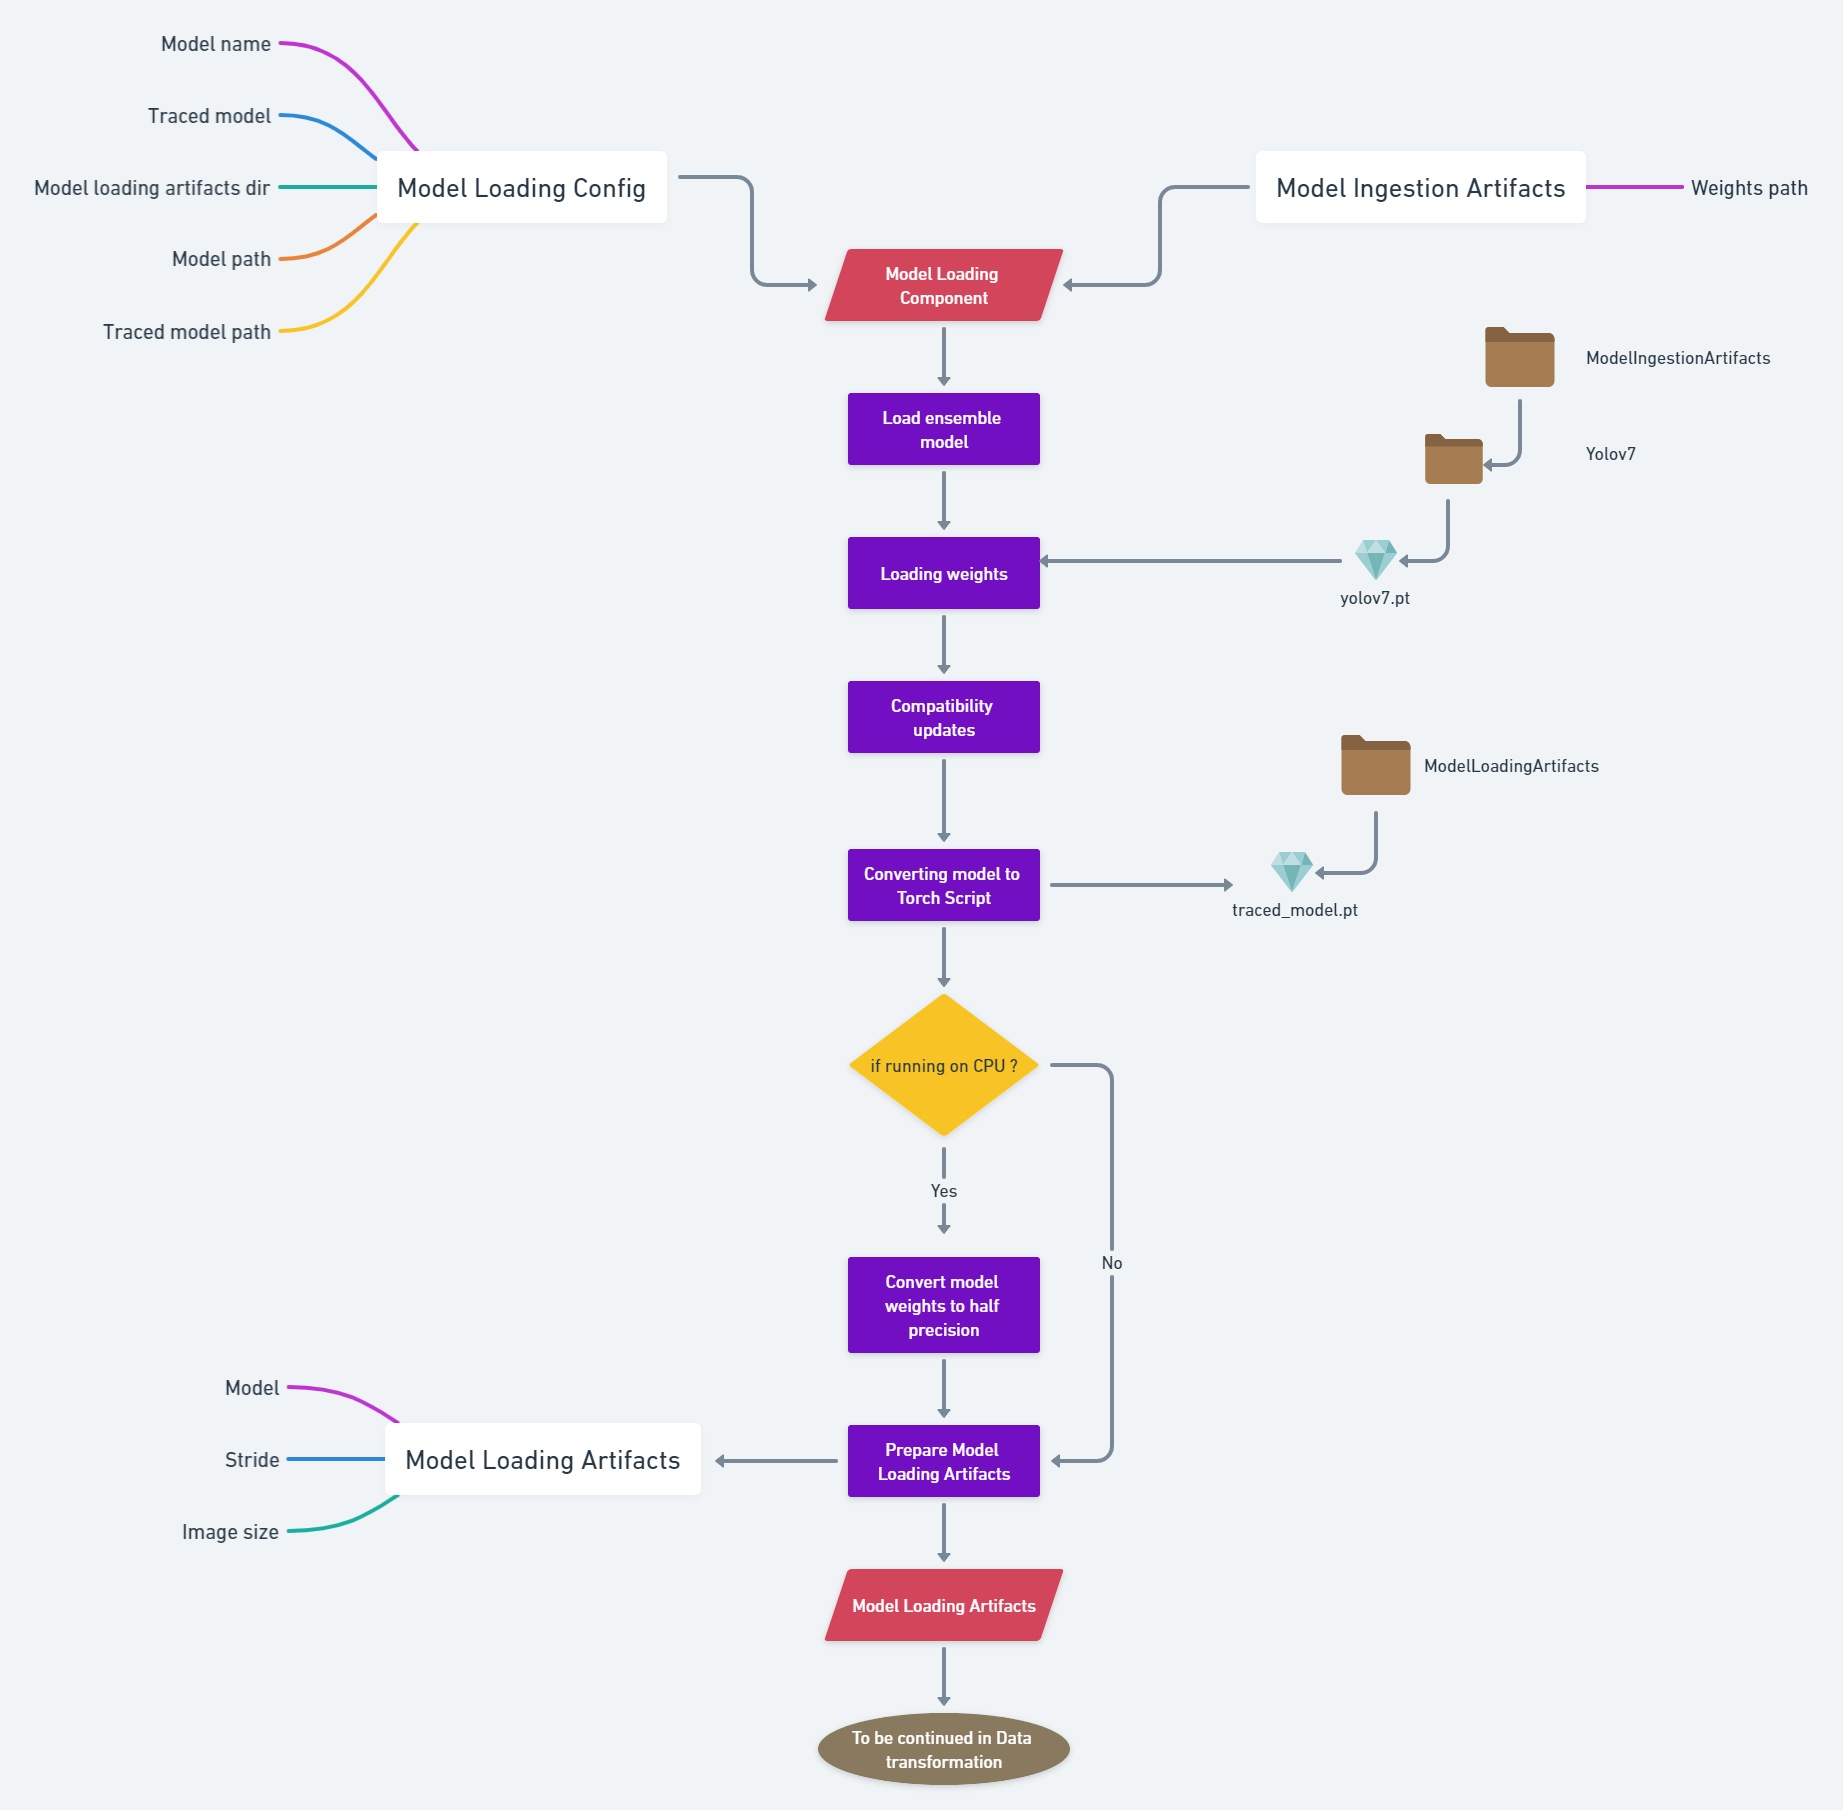 Model name
Traced model
Model loading artifacts dir
Model path
Traced model path
Model Loading Config
Model Ingestion Artifacts
Weights path
Model Loading
Component
ModelIngestionArtifacts
Load ensemble
model
Yolov7
Loading weights
yolov7.pt
Compatibility
updates
ModelLoadingArtifacts
Converting model to
Torch Script
traced_model.pt
if running on CPU ?
Yes
No
Convert model
weights to half
precision
Model
Stride
Image size
Model Loading Artifacts
Prepare Model
Loading Artifacts
Model Loading Artifacts
To be continued in Data
transformation